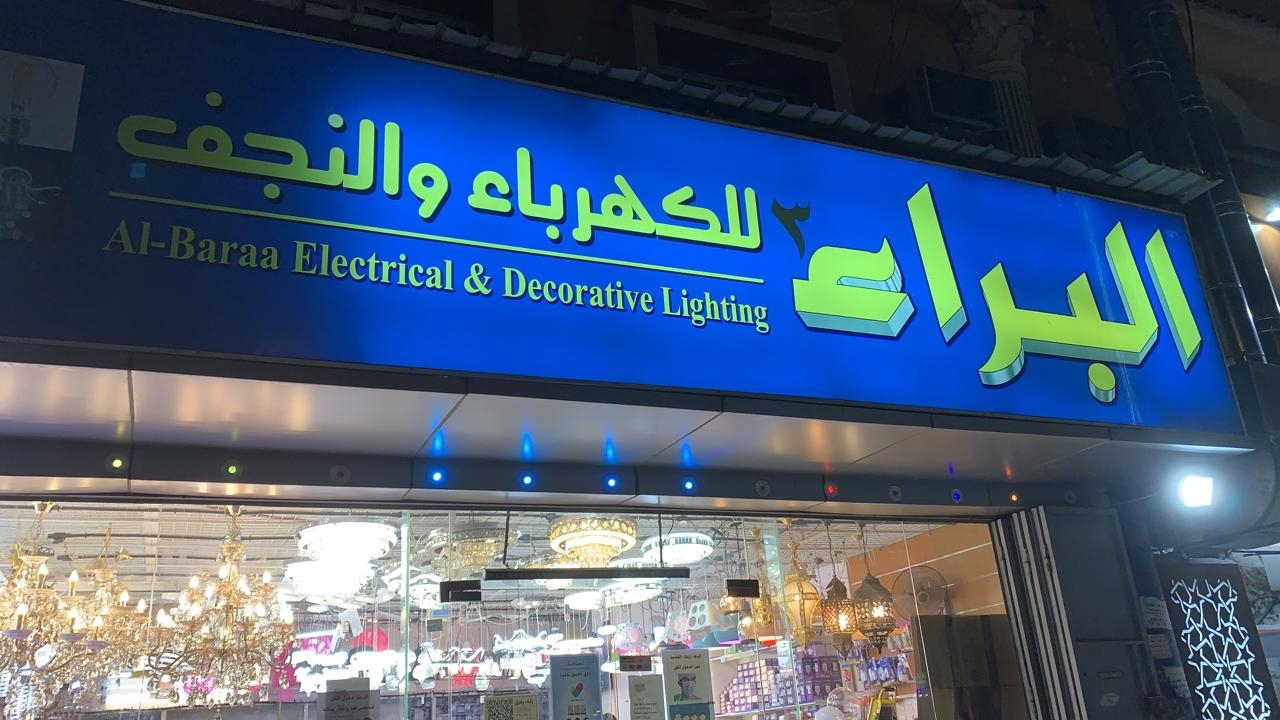 البراء ٣
للكهرباء والنجف
Al-Baraa Electrical & Decorative Lighting